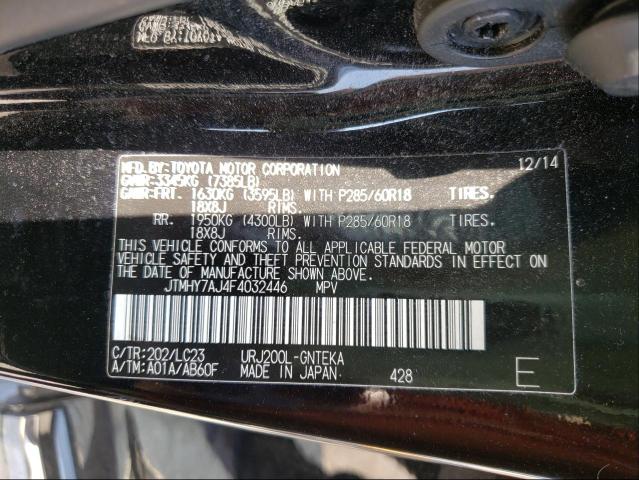 MFD.BY:TOYOTA MOTOR CORPORATION 12/14
GVWR:3345KG (7385LB)
GAWR:FRT. 1630KG (3595LB) WITH P285/60R18 TIRES.
18X8J RIMS.
RR. 1950KG (4300LB) WITH P285/60R18 TIRES.
18X8J RIMS.
THIS VEHICLE CONFORMS TO ALL APPLICABLE FEDERAL MOTOR
VEHICLE SAFETY AND THEFT PREVENTION STANDARDS IN
EFFECT ON THE DATE OF MANUFACTURE SHOWN ABOVE.
JTMHY7AJ4F4032446 MPV
C/TR:202/LC23 URJ200L-GNTEKA
A/TM:A01A/AB60F MADE IN JAPAN 428 E